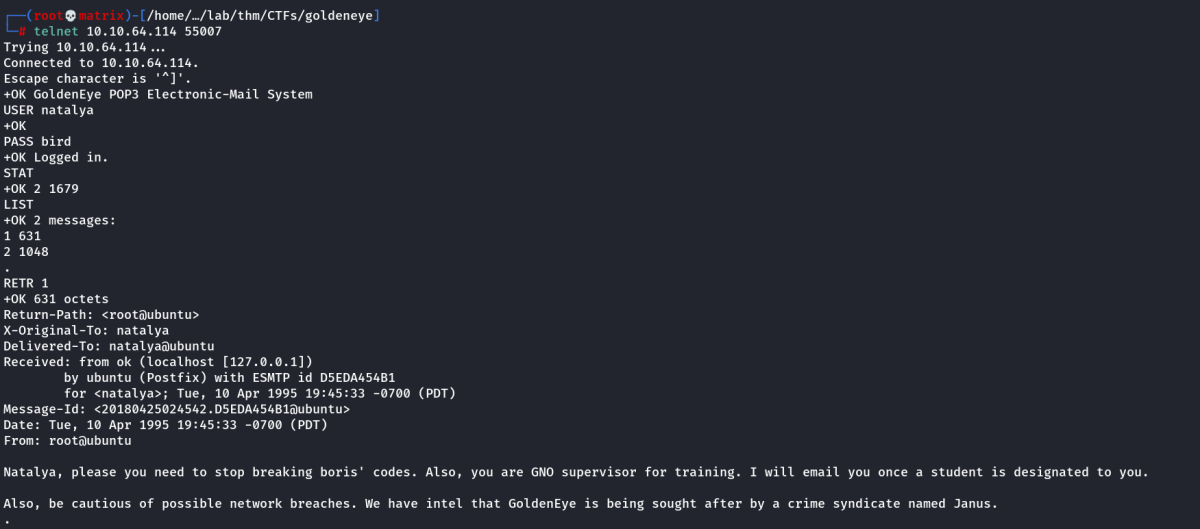 ┌──(root💀matrix)-[/home/…/lab/thm/CTFs/goldeneye]
└─# telnet 10.10.64.114 55007
Trying 10.10.64.114...
Connected to 10.10.64.114.
Escape character is '^]'.
+OK GoldenEye POP3 Electronic-Mail System
USER natalya
+OK
PASS bird
+OK Logged in.
STAT
+OK 2 1679
LIST
+OK 2 messages:
1 631
2 1048
.
RETR 1
+OK 631 octets
Return-Path: <root@ubuntu>
X-Original-To: natalya
Delivered-To: natalya@ubuntu
Received: from ok (localhost [127.0.0.1])
        by ubuntu (Postfix) with ESMTP id D5EDA454B1
        for <natalya>; Tue, 10 Apr 1995 19:45:33 -0700 (PDT)
Message-Id: <20180425024542.D5EDA454B1@ubuntu>
Date: Tue, 10 Apr 1995 19:45:33 -0700 (PDT)
From: root@ubuntu

Natalya, please you need to stop breaking boris' codes. Also, you are GNO supervisor for training. I will email you once a student is designated to you.

Also, be cautious of possible network breaches. We have intel that GoldenEye is being sought after by a crime syndicate named Janus.
.